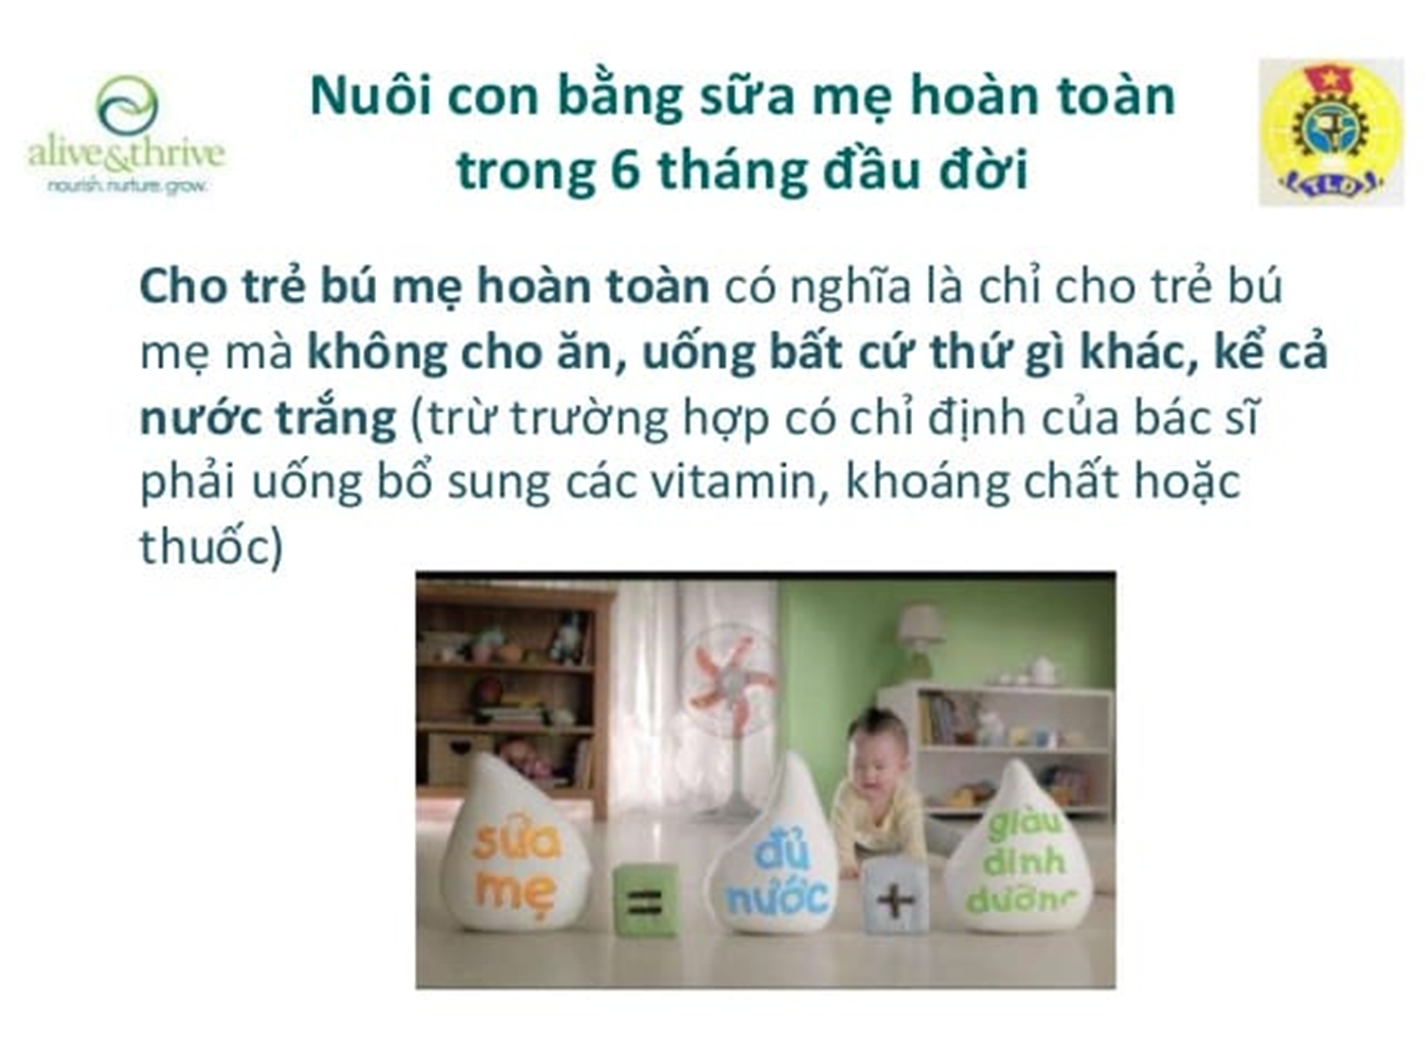 alive&thrive
nourish. nurture. grow.
Nuôi con bằng sữa mẹ hoàn toàn
trong 6 tháng đầu đời
TLD
Cho trẻ bú mẹ hoàn toàn có nghĩa là chỉ cho trẻ bú
mẹ mà không cho ăn, uống bất cứ thứ gì khác, kể cả
nước trắng (trừ trường hợp có chỉ định của bác sĩ
phải uống bổ sung các vitamin, khoáng chất hoặc
thuốc)
sữa
mẹ
=
đủ
nước
+
giàu
dinh
dưỡng